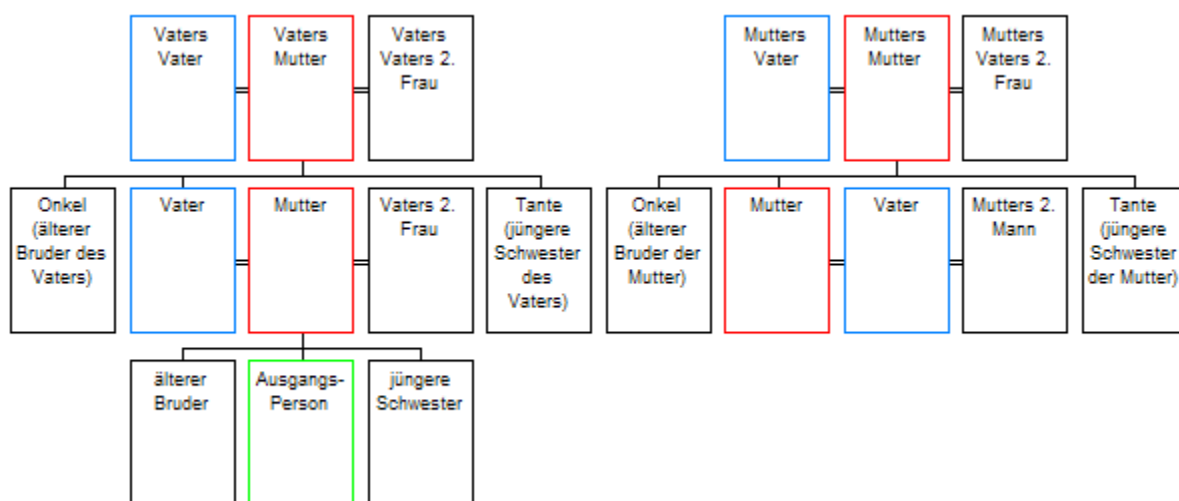 Vaters
Vater
Vaters
Mutter
Vaters
Vaters 2.
Frau
Mutters
Vater
Mutters
Mutter
Mutters
Vaters 2.
Frau
Onkel
(älterer
Bruder des
Vaters)
Vater
Mutter
Vaters 2.
Frau
Tante
(jüngere
Schwester
des
Vaters)
Onkel
(älterer
Bruder der
Mutter)
Mutter
Vater
Mutters 2.
Mann
Tante
(jüngere
Schwester
der Mutter)
älterer
Bruder
Ausgangs-
Person
jüngere
Schwester